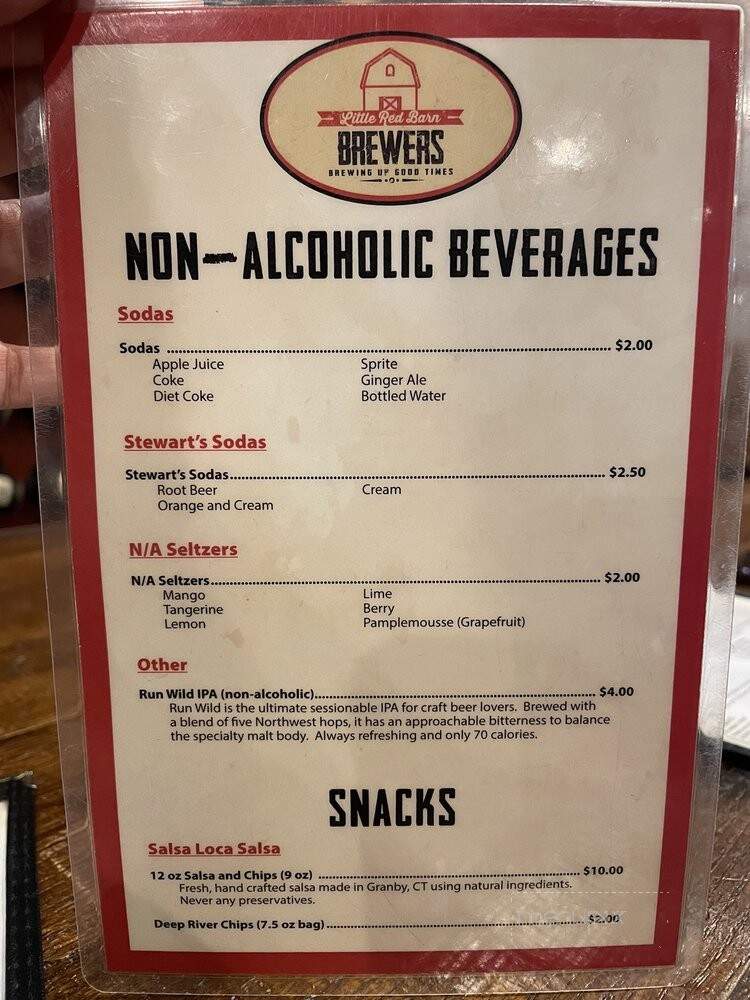 Little Red Barn
BREWERS
BREWING UP GOOD TIMES
NON-ALCOHOLIC BEVERAGES
Sodas
Sodas ........ $2.00
Apple Juice Sprite
Coke Ginger Ale
Diet Coke Bottled Water
Stewart's Sodas
Stewart's Sodas........ $2.50
Root Beer Cream
Orange and Cream
N/A Seltzers
N/A Seltzers........ $2.00
Mango Lime
Tangerine Berry
Lemon Pamplemousse (Grapefruit)
Other
Run Wild IPA (non-alcoholic)........ $4.00
Run Wild is the ultimate sessionable IPA for craft beer lovers. Brewed with
a blend of five Northwest hops, it has an approachable bitterness to balance
the specialty malt body. Always refreshing and only 70 calories.
SNACKS
Salsa Loca Salsa
12 oz Salsa and Chips (9 oz) ........ $10.00
Fresh, hand crafted salsa made in Granby, CT using natural ingredients.
Never any preservatives.
Deep River Chips (7.5 oz bag)........ $2.00